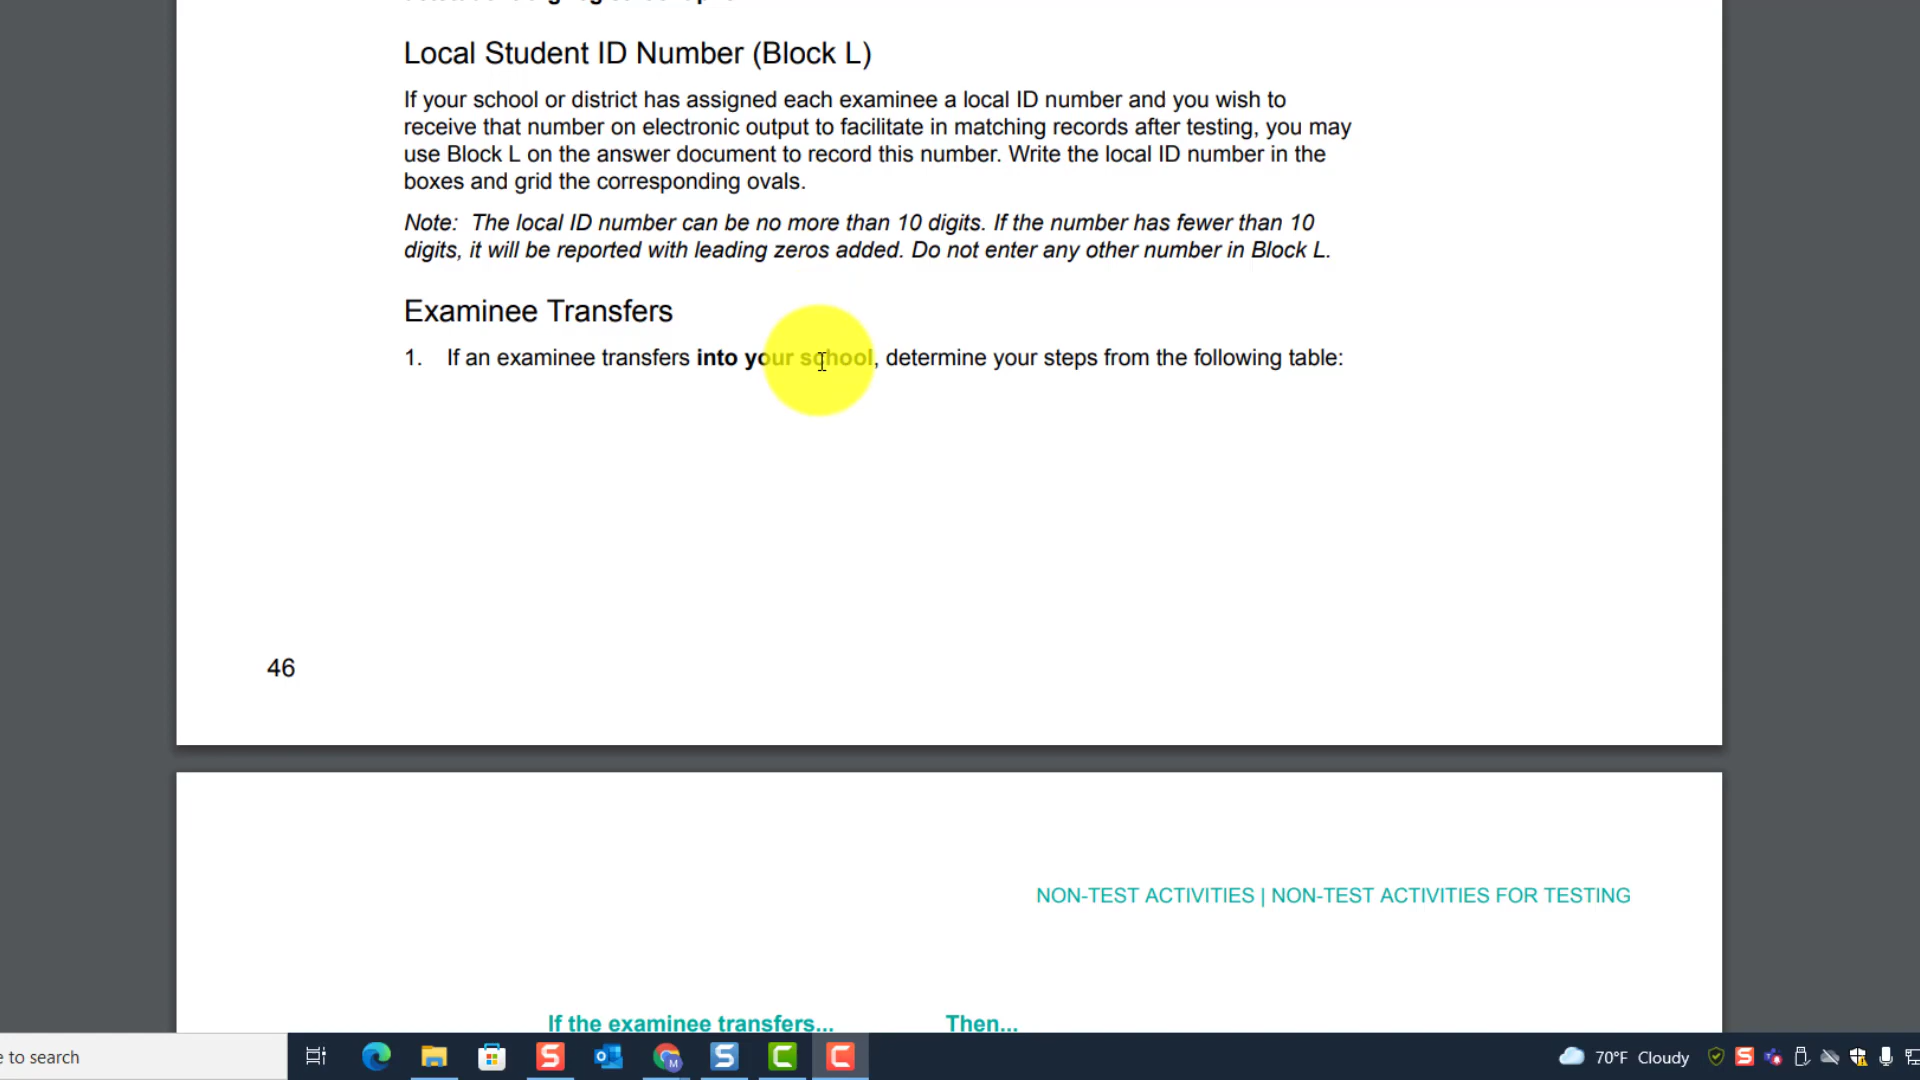 Local Student ID Number (Block L)
If your school or district has assigned each examinee a local ID number and you wish to
receive that number on electronic output to facilitate in matching records after testing, you may
use Block L on the answer document to record this number. Write the local ID number in the
boxes and grid the corresponding ovals.
Note: The local ID number can be no more than 10 digits. If the number has fewer than 10
digits, it will be reported with leading zeros added. Do not enter any other number in Block L.
Examinee Transfers
1. If an examinee transfers into your school, determine your steps from the following table:
46
NON-TEST ACTIVITIES | NON-TEST ACTIVITIES FOR TESTING
If the examinee transfers... Then...
e to search
70°F Cloudy